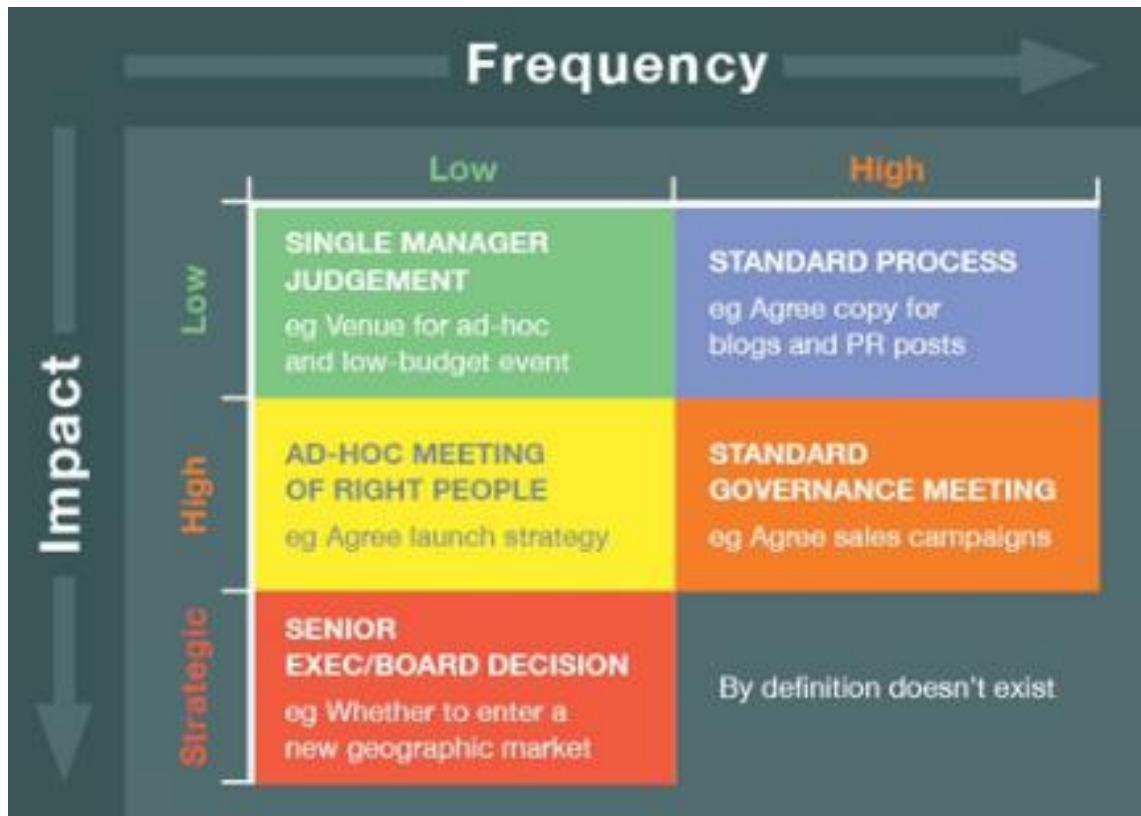 Frequency
Low
High
Impact
Low
SINGLE MANAGER
JUDGEMENT
eg Venue for ad-hoc
and low-budget event
STANDARD PROCESS
eg Agree copy for
blogs and PR posts
High
AD-HOC MEETING
OF RIGHT PEOPLE
eg Agree launch strategy
STANDARD
GOVERNANCE MEETING
eg Agree sales campaigns
Strategic
SENIOR
EXEC/BOARD DECISION
eg Whether to enter a
new geographic market
By definition doesn't exist